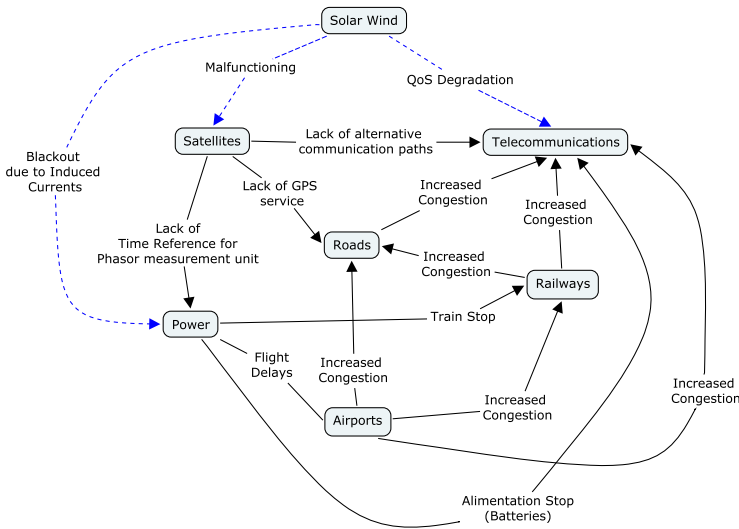 Solar Wind
Malfunctioning
QoS Degradation
Satellites
Lack of alternative
communication paths
Telecommunications
Blackout
due to Induced
Currents
Lack of GPS
service
Increased
Congestion
Increased
Congestion
Lack of
Time Reference for
Phasor measurement unit
Roads
Increased
Congestion
Railways
Power
Train Stop
Flight
Delays
Increased
Congestion
Increased
Congestion
Increased
Congestion
Airports
Alimentation Stop
(Batteries)